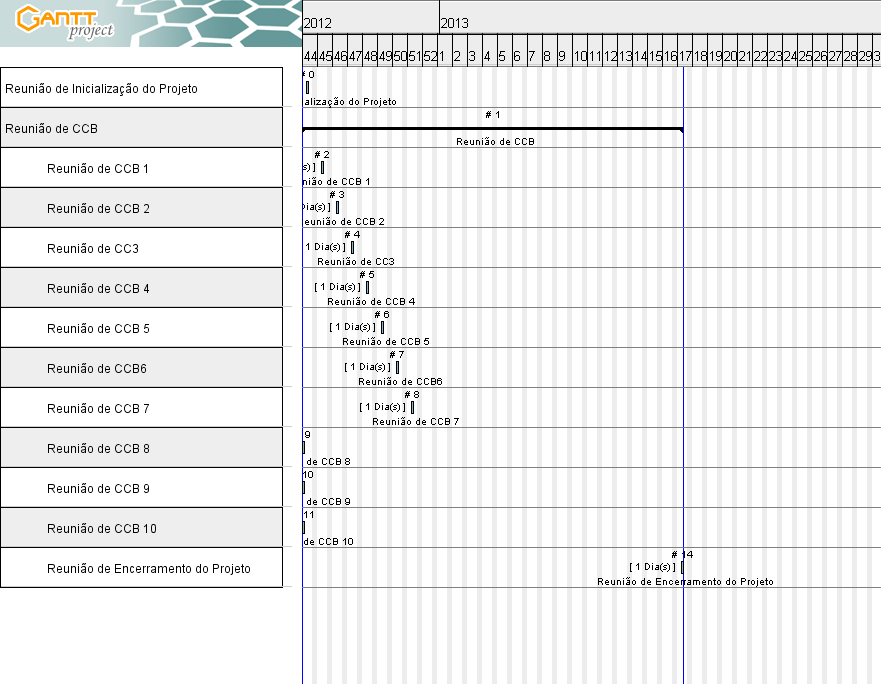 GANTT
project
2012 2013
44 45 46 47 48 49 50 51 52 1 2 3 4 5 6 7 8 9 10 11 12 13 14 15 16 17 18 19 20 21 22 23 24 25 26 27 28 29 3
Reunião de Inicialização do Projeto
# 0
ialização do Projeto
Reunião de CCB
# 1
Reunião de CCB
Reunião de CCB 1
# 2
s) ]
nião de CCB 1
Reunião de CCB 2
# 3
ia(s) ]
eunião de CCB 2
Reunião de CC3
# 4
1 Dia(s) ]
Reunião de CC3
Reunião de CCB 4
# 5
[ 1 Dia(s) ]
Reunião de CCB 4
Reunião de CCB 5
# 6
[ 1 Dia(s) ]
Reunião de CCB 5
Reunião de CCB6
# 7
[ 1 Dia(s) ]
Reunião de CCB6
Reunião de CCB 7
# 8
[ 1 Dia(s) ]
Reunião de CCB 7
Reunião de CCB 8
9
de CCB 8
Reunião de CCB 9
10
de CCB 9
Reunião de CCB 10
11
de CCB 10
Reunião de Encerramento do Projeto
# 14
[ 1 Dia(s) ]
Reunião de Encerramento do Projeto